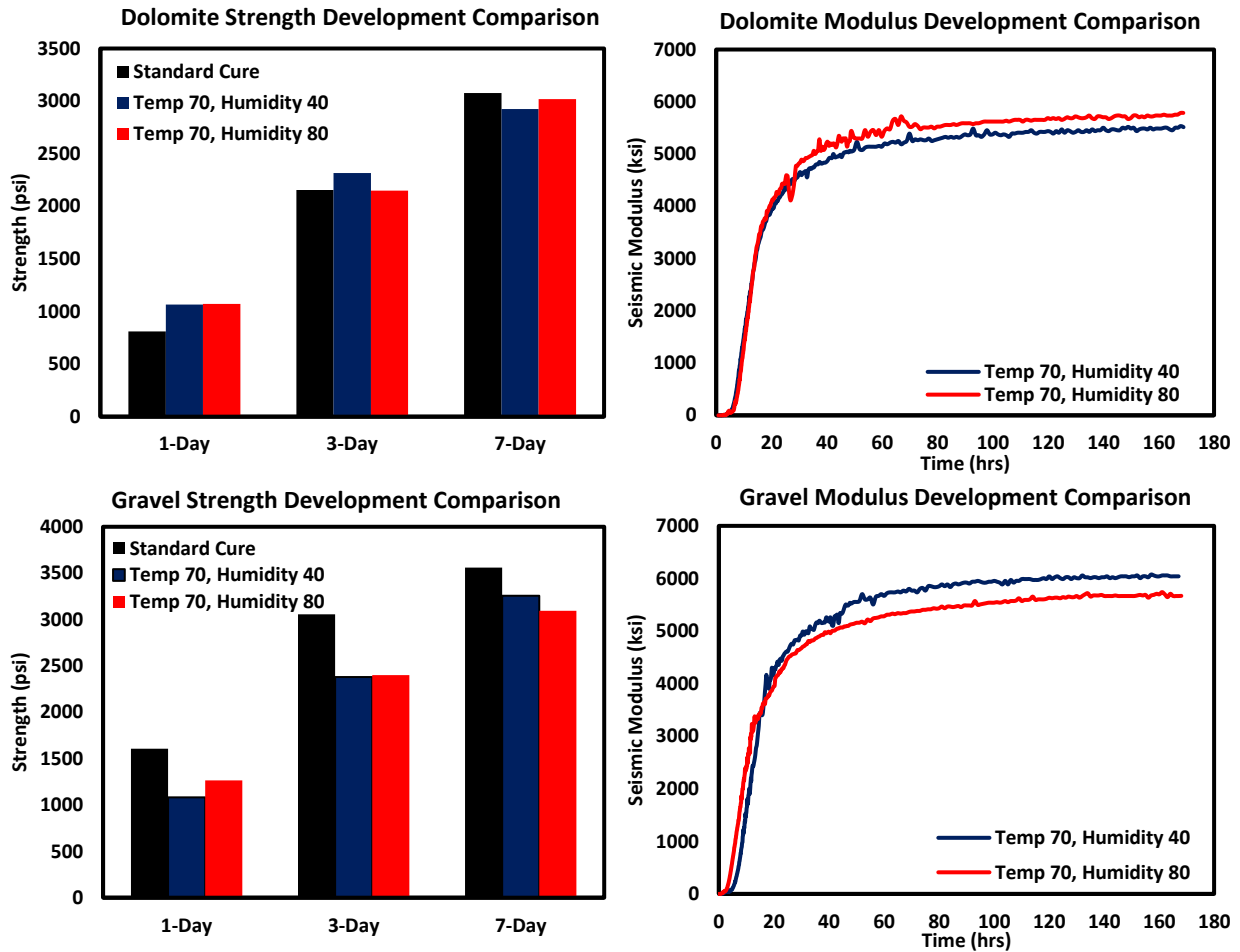 Dolomite Strength Development Comparison
3500
3000
2500
2000
1500
1000
500
0
Strength (psi)
Standard Cure
Temp 70, Humidity 40
Temp 70, Humidity 80
1-Day 3-Day 7-Day
Dolomite Modulus Development Comparison
7000
6000
5000
4000
3000
2000
1000
0
Seismic Modulus (ksi)
Temp 70, Humidity 40
Temp 70, Humidity 80
0 20 40 60 80 100 120 140 160 180
Time (hrs)
Gravel Strength Development Comparison
4000
3500
3000
2500
2000
1500
1000
500
0
Strength (psi)
Standard Cure
Temp 70, Humidity 40
Temp 70, Humidity 80
1-Day 3-Day 7-Day
Gravel Modulus Development Comparison
7000
6000
5000
4000
3000
2000
1000
0
Seismic Modulus (ksi)
Temp 70, Humidity 40
Temp 70, Humidity 80
0 20 40 60 80 100 120 140 160 180
Time (hrs)